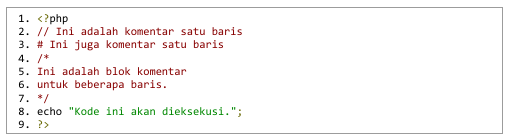 1. <?php
2. // Ini adalah komentar satu baris
3. # Ini juga komentar satu baris
4. /*
5. Ini adalah blok komentar
6. untuk beberapa baris.
7. */
8. echo "Kode ini akan dieksekusi.";
9. ?>